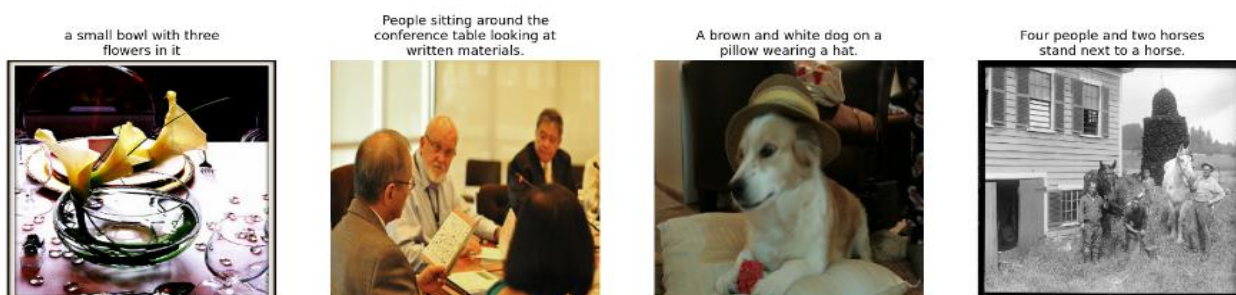 a small bowl with three
flowers in it
People sitting around the
conference table looking at
written materials.
A brown and white dog on a
pillow wearing a hat.
Four people and two horses
stand next to a horse.